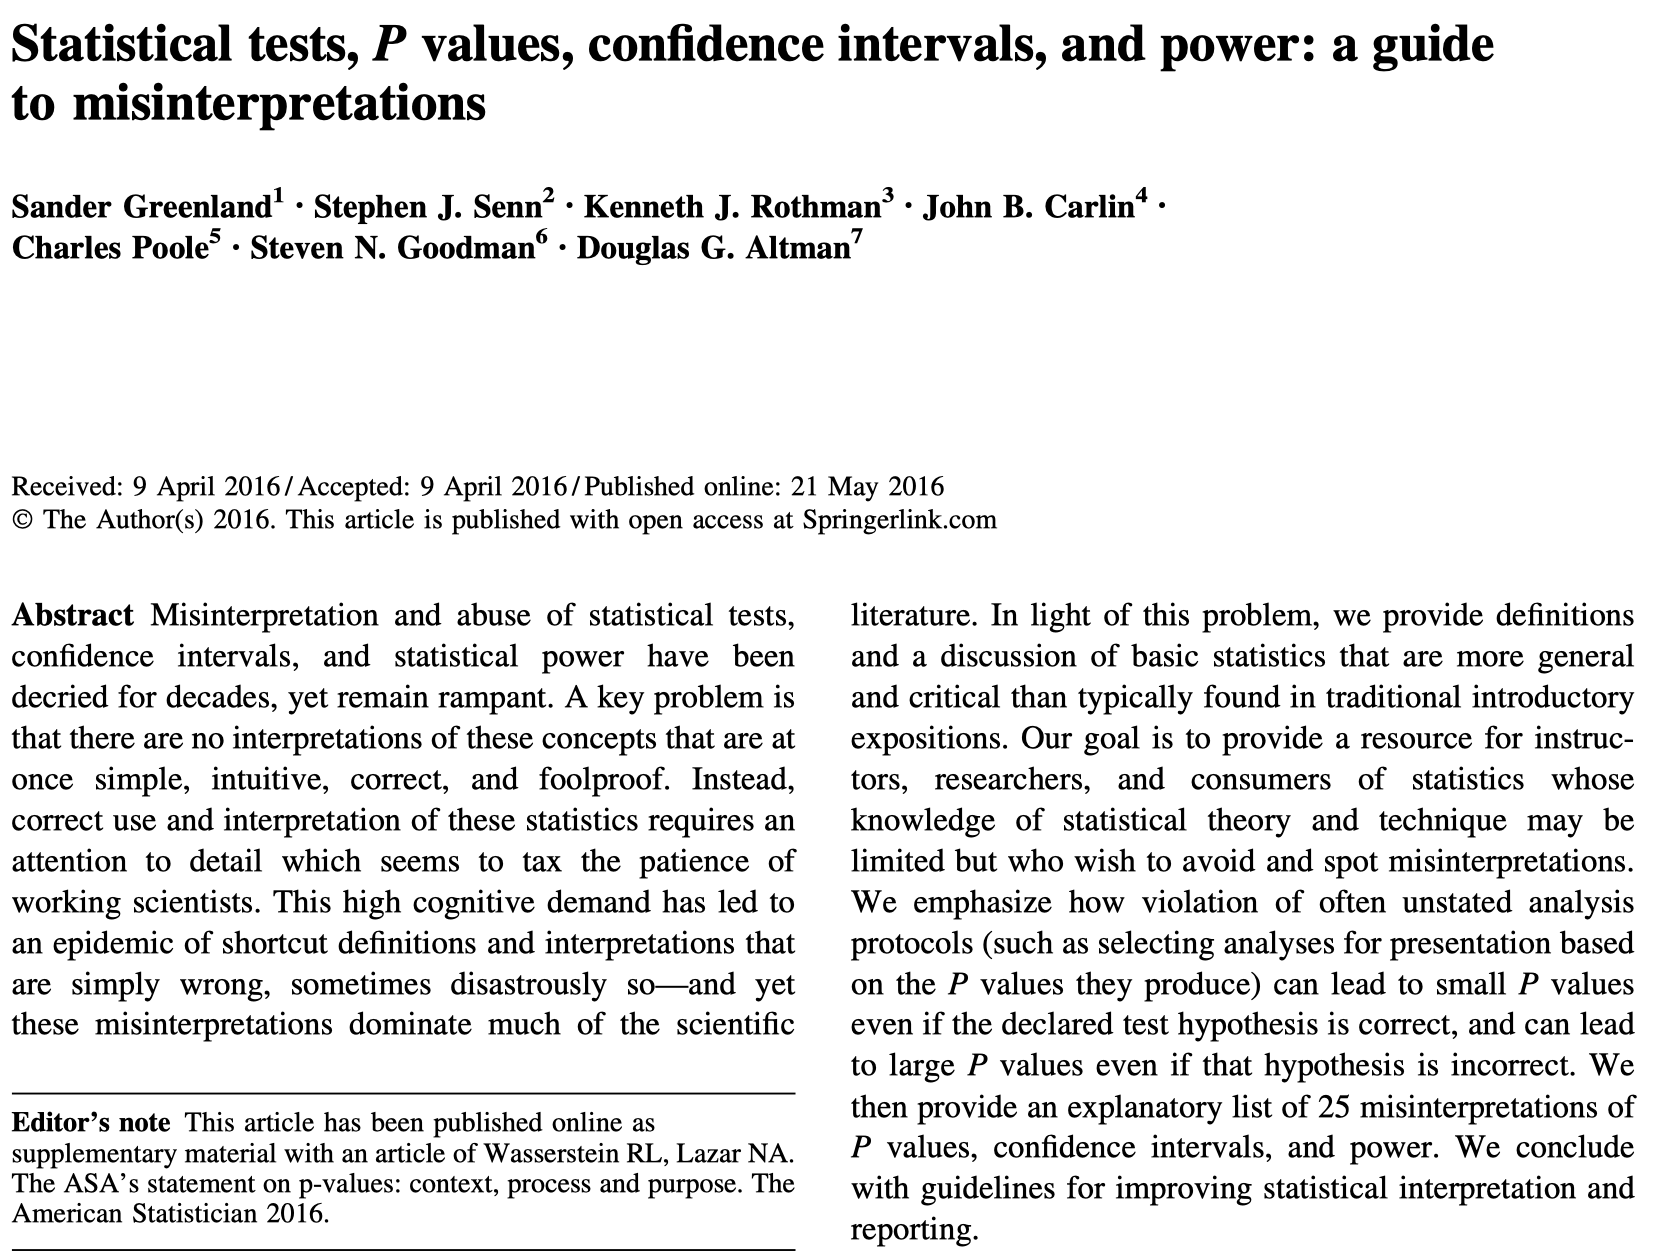 Statistical tests, P values, confidence intervals, and power: a guide
to misinterpretations
Sander Greenland1 · Stephen J. Senn2 · Kenneth J. Rothman3 · John B. Carlin4 ·
Charles Poole5 · Steven N. Goodman6 · Douglas G. Altman7
Received: 9 April 2016 / Accepted: 9 April 2016 / Published online: 21 May 2016
© The Author(s) 2016. This article is published with open access at Springerlink.com
Abstract Misinterpretation and abuse of statistical tests,
confidence intervals, and statistical power have been
decried for decades, yet remain rampant. A key problem is
that there are no interpretations of these concepts that are at
once simple, intuitive, correct, and foolproof. Instead,
correct use and interpretation of these statistics requires an
attention to detail which seems to tax the patience of
working scientists. This high cognitive demand has led to
an epidemic of shortcut definitions and interpretations that
are simply wrong, sometimes disastrously so—and yet
these misinterpretations dominate much of the scientific
literature. In light of this problem, we provide definitions
and a discussion of basic statistics that are more general
and critical than typically found in traditional introductory
expositions. Our goal is to provide a resource for instruc-
tors, researchers, and consumers of statistics whose
knowledge of statistical theory and technique may be
limited but who wish to avoid and spot misinterpretations.
We emphasize how violation of often unstated analysis
protocols (such as selecting analyses for presentation based
on the P values they produce) can lead to small P values
even if the declared test hypothesis is correct, and can lead
to large P values even if that hypothesis is incorrect. We
then provide an explanatory list of 25 misinterpretations of
P values, confidence intervals, and power. We conclude
with guidelines for improving statistical interpretation and
reporting.
Editor's note This article has been published online as
supplementary material with an article of Wasserstein RL, Lazar NA.
The ASA's statement on p-values: context, process and purpose. The
American Statistician 2016.